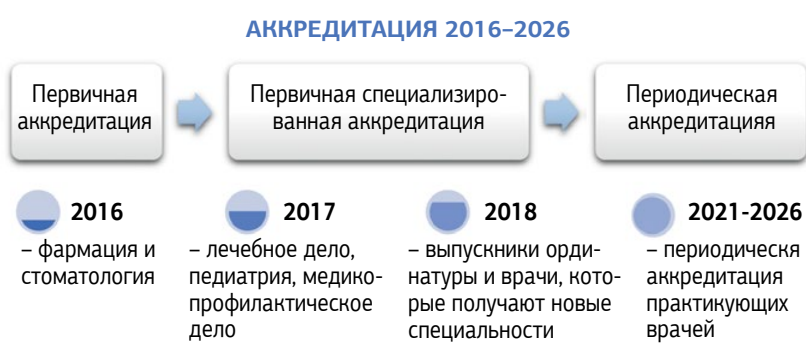 АККРЕДИТАЦИЯ 2016–2026
Первичная
аккредитация
Первичная специализиро-
ванная аккредитация
Периодическая
аккредитацияя
2016
– фармация и
стоматология
2017
– лечебное дело,
педиатрия, медико-
профилактическое
дело
2018
– выпускники орди-
натуры и врачи, кото-
рые получают новые
специальности
2021-2026
– периодическя
аккредитация
практикующих
врачей